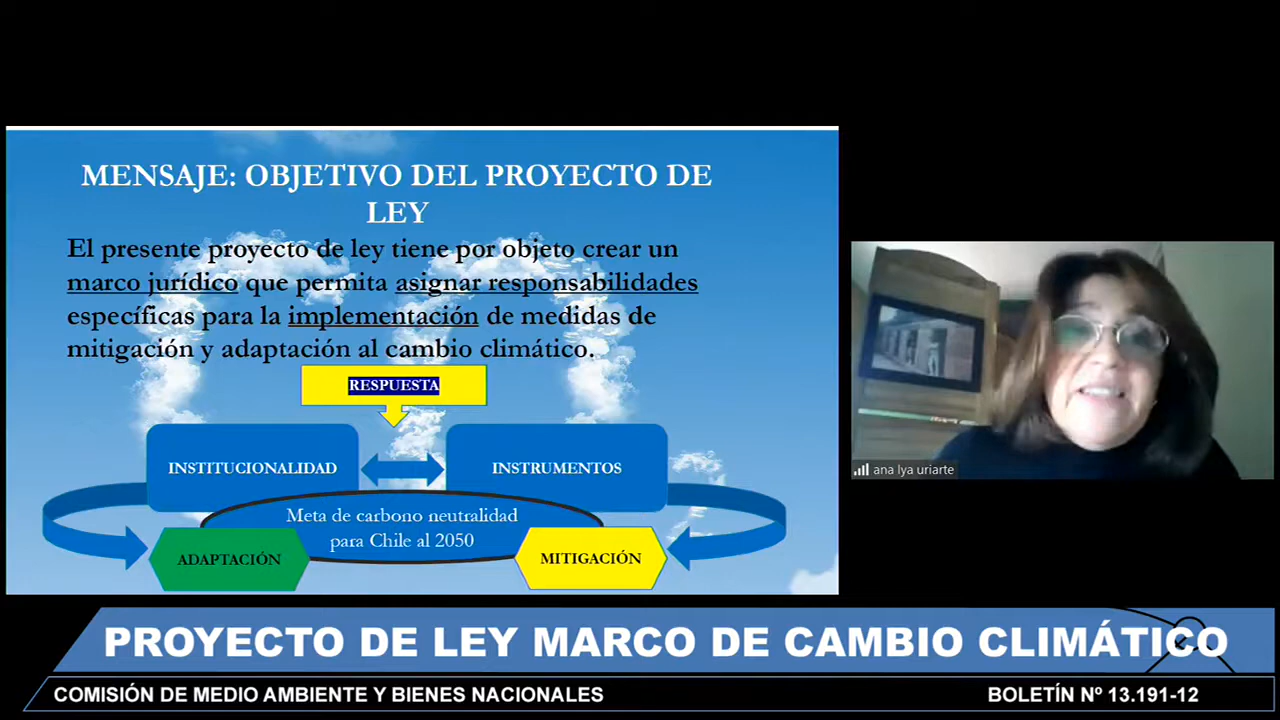 MENSAJE: OBJETIVO DEL PROYECTO DE
LEY
El presente proyecto de ley tiene por objeto crear un
marco jurídico que permita asignar responsabilidades
específicas para la implementación de medidas de
mitigación y adaptación al cambio climático.
RESPUESTA
INSTITUCIONALIDAD
INSTRUMENTOS
Meta de carbono neutralidad
para Chile al 2050
ADAPTACIÓN
MITIGACIÓN
ana lya uriarte
PROYECTO DE LEY MARCO DE CAMBIO CLIMÁTICO
COMISIÓN DE MEDIO AMBIENTE Y BIENES NACIONALES
BOLETÍN Nº 13.191-12